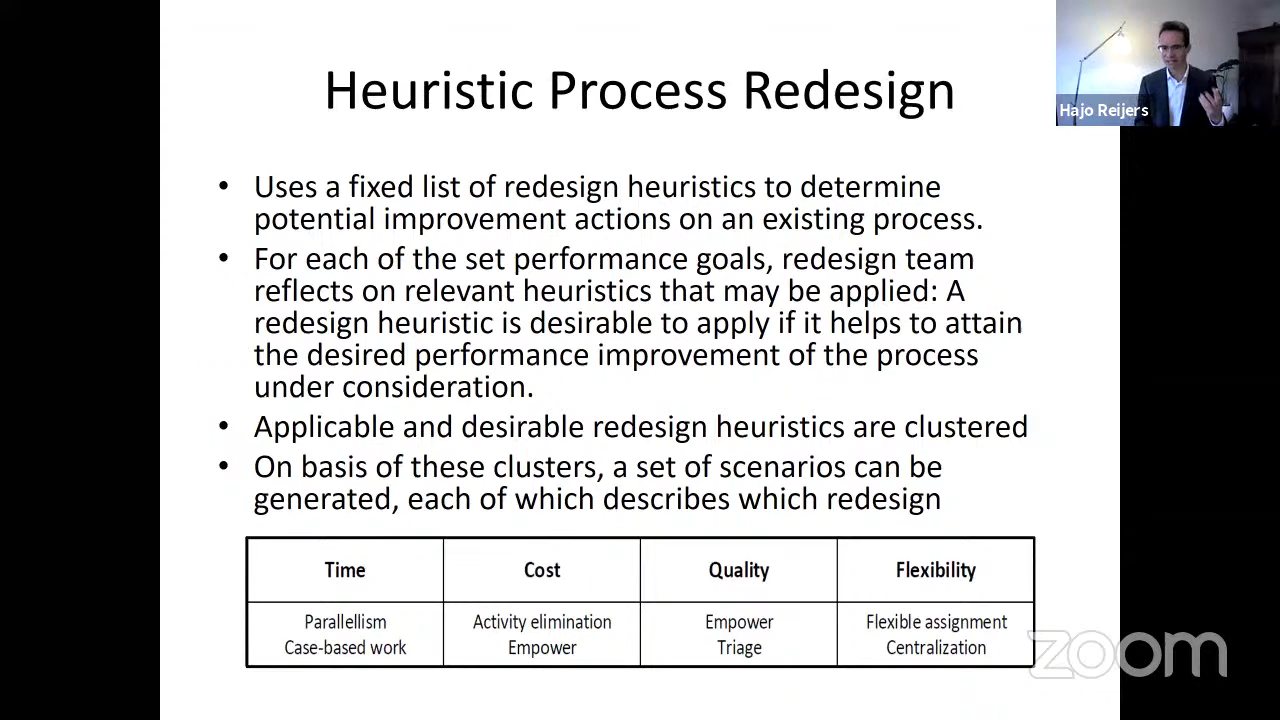 Heuristic Process Redesign
Hajo Reijers
• Uses a fixed list of redesign heuristics to determine
potential improvement actions on an existing process.
• For each of the set performance goals, redesign team
reflects on relevant heuristics that may be applied: A
redesign heuristic is desirable to apply if it helps to attain
the desired performance improvement of the process
under consideration.
• Applicable and desirable redesign heuristics are clustered
• On basis of these clusters, a set of scenarios can be
generated, each of which describes which redesign
Time Cost Quality Flexibility
Parallellism Activity elimination Empower Flexible assignment
Case-based work Empower Triage Centralization
zoom